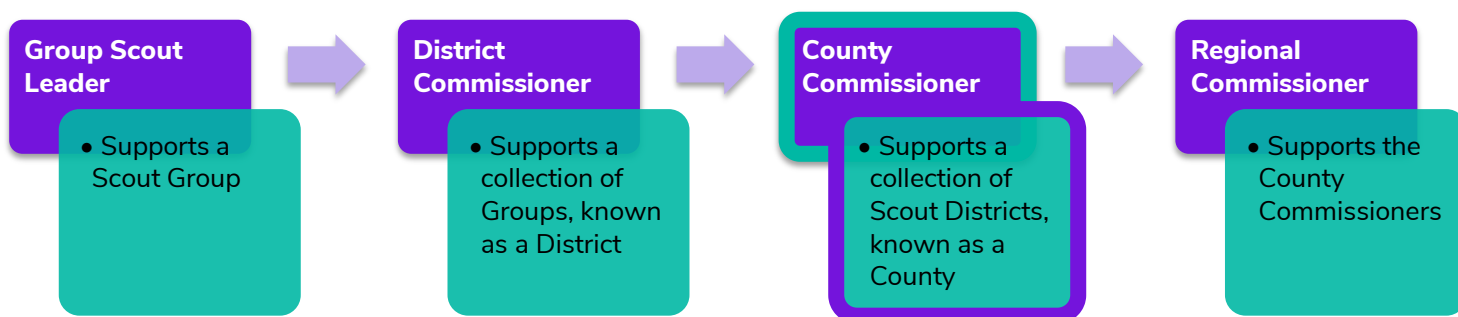 Group Scout
Leader
• Supports a
Scout Group
District
Commissioner
• Supports a
collection of
Groups, known
as a District
County
Commissioner
• Supports a
collection of
Scout Districts,
known as a
County
Regional
Commissioner
• Supports the
County
Commissioners